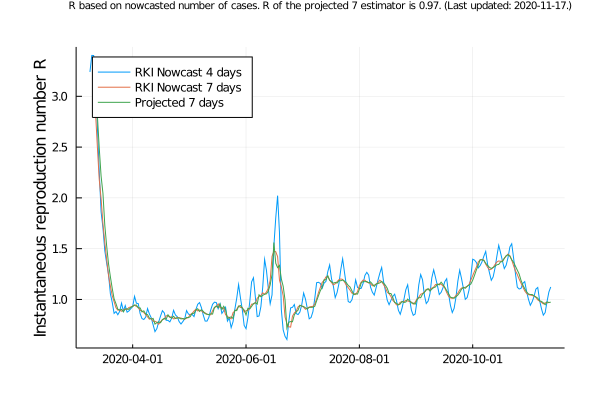 R based on nowcasted number of cases. R of the projected 7 estimator is 0.97. (Last updated: 2020-11-17.)
RKI Nowcast 4 days
RKI Nowcast 7 days
Projected 7 days
Instantaneous reproduction number R
3.0
2.5
2.0
1.5
1.0
2020-04-01
2020-06-01
2020-08-01
2020-10-01